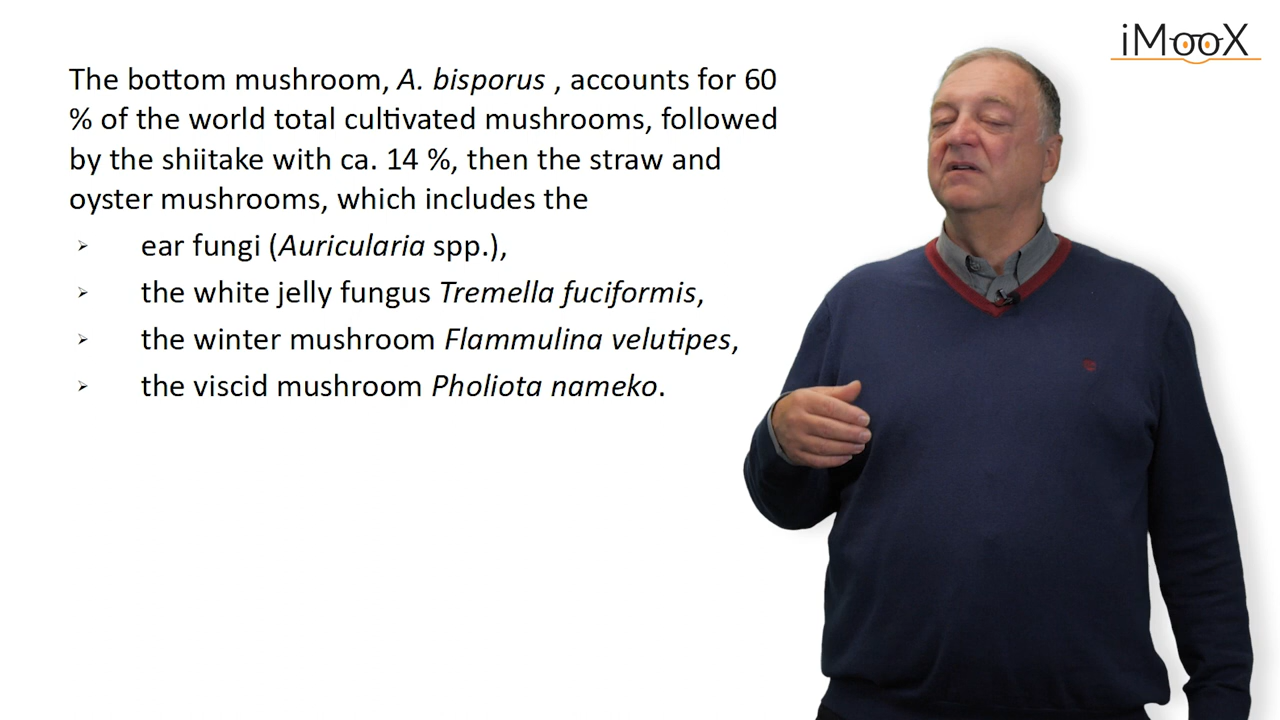 iMooX
The bottom mushroom, A. bisporus , accounts for 60
% of the world total cultivated mushrooms, followed
by the shiitake with ca. 14 %, then the straw and
oyster mushrooms, which includes the
➢ ear fungi (Auricularia spp.),
➢ the white jelly fungus Tremella fuciformis,
➢ the winter mushroom Flammulina velutipes,
➢ the viscid mushroom Pholiota nameko.